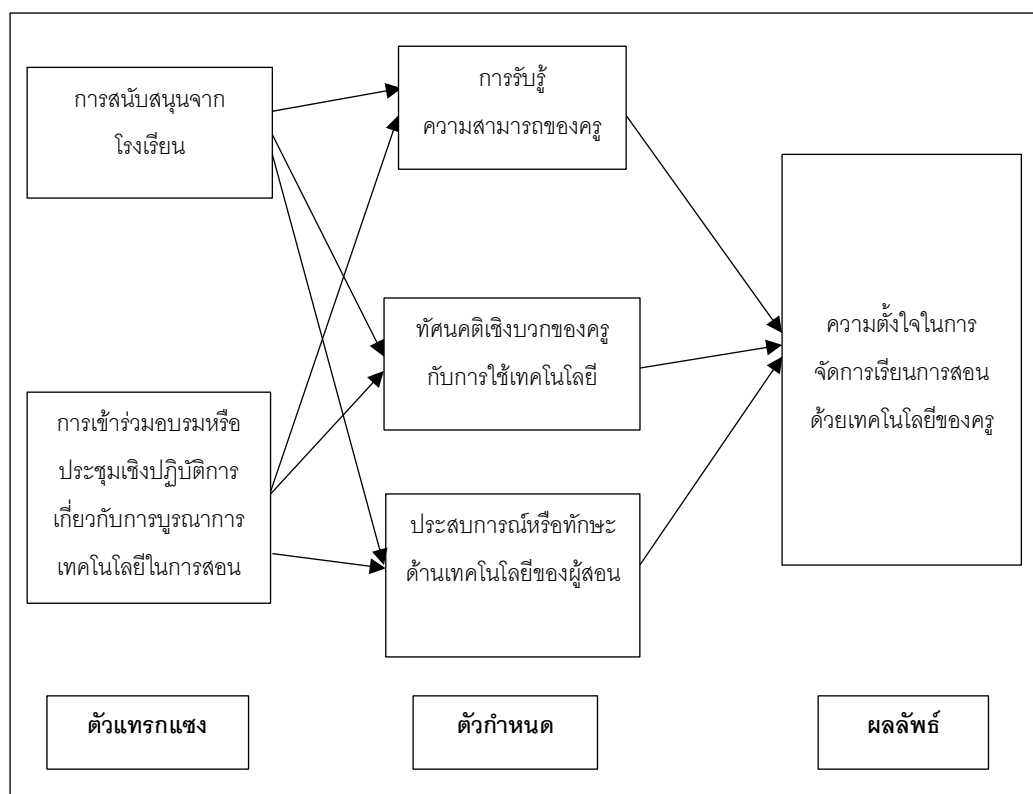 การสนับสนุนจาก
โรงเรียน
การเข้าร่วมอบรมหรือ
ประชุมเชิงปฏิบัติการ
เกี่ยวกับการบูรณาการ
เทคโนโลยีในการสอน
การรับรู้
ความสามารถของครู
ทัศนคติเชิงบวกของครู
กับการใช้เทคโนโลยี
ประสบการณ์หรือทักษะ
ด้านเทคโนโลยีของผู้สอน
ความตั้งใจในการ
จัดการเรียนการสอน
ด้วยเทคโนโลยีของครู
ตัวแทรกแซง
ตัวกำหนด
ผลลัพธ์